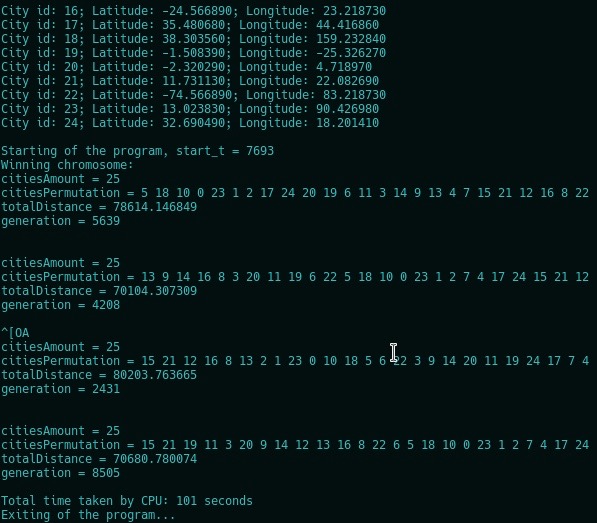 City id: 16; Latitude: -24.566890; Longitude: 23.218730
City id: 17; Latitude: 35.480680; Longitude: 44.416860
City id: 18; Latitude: 38.303560; Longitude: 159.232840
City id: 19; Latitude: -1.508390; Longitude: -25.326270
City id: 20; Latitude: -2.320290; Longitude: 4.718970
City id: 21; Latitude: 11.731130; Longitude: 22.082690
City id: 22; Latitude: -74.566890; Longitude: 83.218730
City id: 23; Latitude: 13.023830; Longitude: 90.426980
City id: 24; Latitude: 32.690490; Longitude: 18.201410
Starting of the program, start_t = 7693
Winning chromosome:
citiesAmount = 25
citiesPermutation = 5 18 10 0 23 1 2 17 24 20 19 6 11 3 14 9 13 4 7 15 21 12 16 8 22
totalDistance = 78614.146849
generation = 5639
citiesAmount = 25
citiesPermutation = 13 9 14 16 8 3 20 11 19 6 22 5 18 10 0 23 1 2 7 4 17 24 15 21 12
totalDistance = 70104.307309
generation = 4208
^[OA
citiesAmount = 25
citiesPermutation = 15 21 12 16 8 13 2 1 23 0 10 18 5 6 22 3 9 14 20 11 19 24 17 7 4
totalDistance = 80203.763665
generation = 2431
citiesAmount = 25
citiesPermutation = 15 21 19 11 3 20 9 14 12 13 16 8 22 6 5 18 10 0 23 1 2 7 4 17 24
totalDistance = 70680.780074
generation = 8505
Total time taken by CPU: 101 seconds
Exiting of the program...